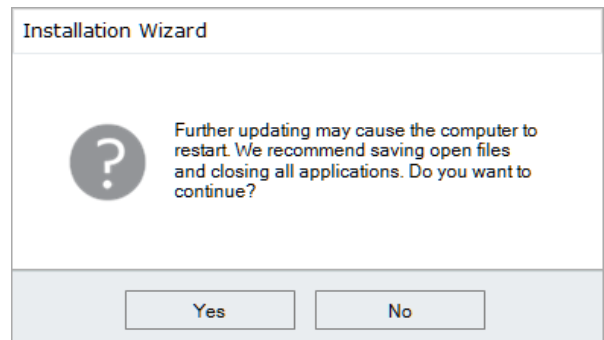 Installation Wizard
Further updating may cause the computer to
restart. We recommend saving open files
and closing all applications. Do you want to
continue?
Yes
No